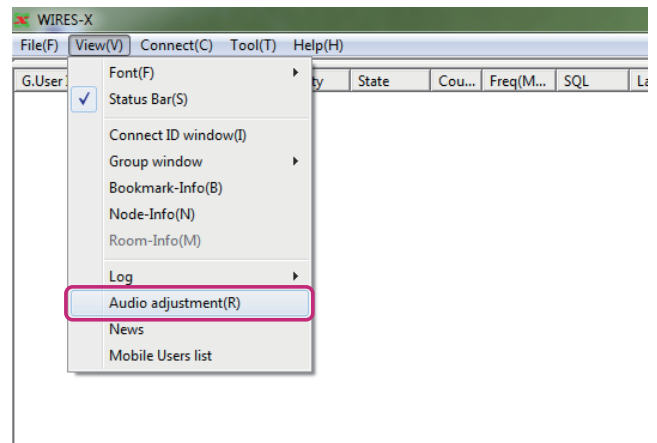 WIRES-X
File(F) View(V) Connect(C) Tool(T) Help(H)
G.User ty State Cou... Freq(M... SQL La
Font(F)
Status Bar(S)
Connect ID window(I)
Group window
Bookmark-Info(B)
Node-Info(N)
Room-Info(M)
Log
Audio adjustment(R)
News
Mobile Users list